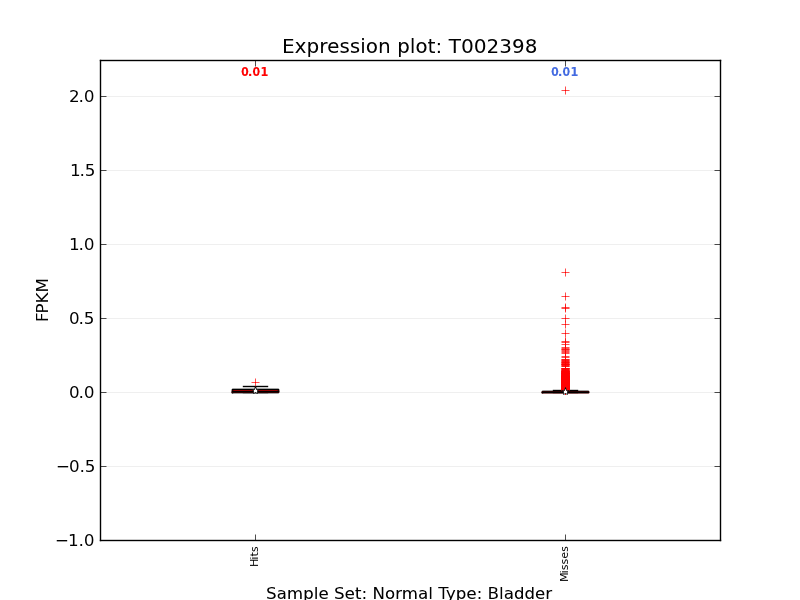 Expression plot: T002398
0.01 0.01
2.0
1.5
1.0
0.5
0.0
−0.5
−1.0
FPKM
Hits
Misses
Sample Set: Normal Type: Bladder